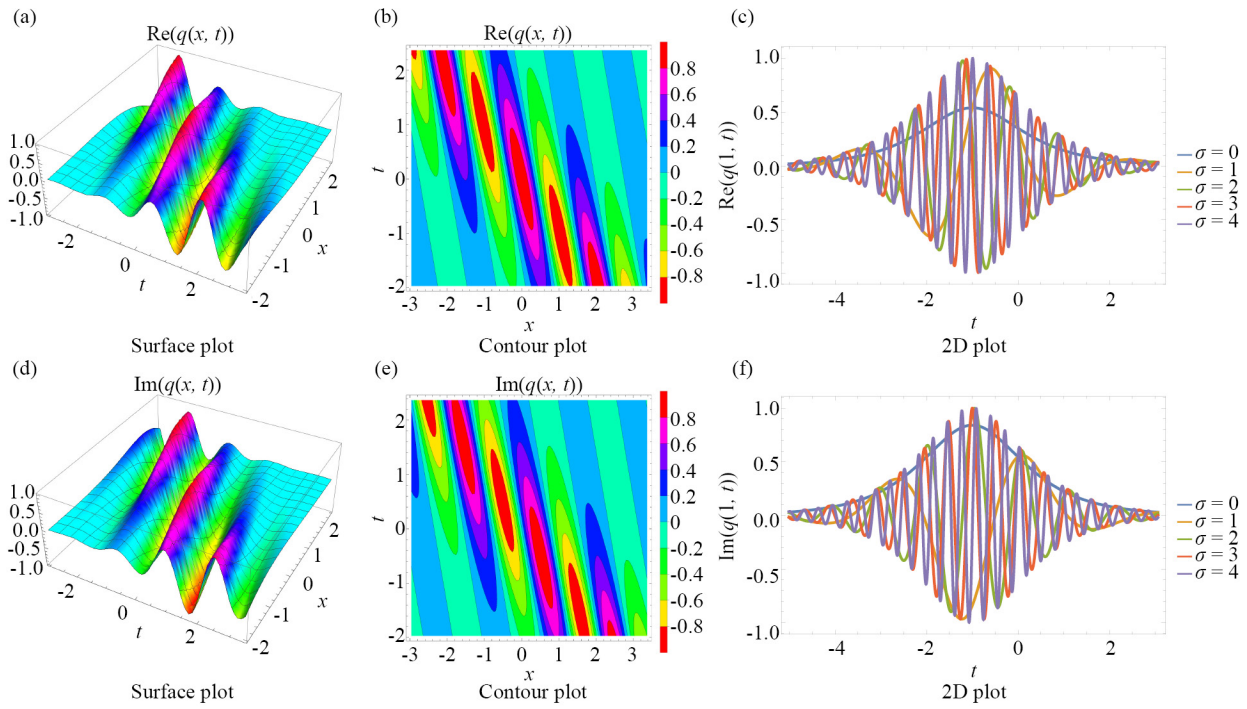 (a)
Re(q(x, t))
1.0
0.5
0.0
-0.5
-1.0
-2
0
t
2
-2
-1
0
x
1
2
Surface plot
(b)
Re(q(x, t))
2
1
t
0
-1
-2
-3 -2 -1 0 1 2 3
x
0.8
0.6
0.4
0.2
0
-0.2
-0.4
-0.6
-0.8
Contour plot
(c)
1.0
0.5
0.0
-0.5
-1.0
Re(q(1, t))
-4 -2 0 2
t
σ = 0
σ = 1
σ = 2
σ = 3
σ = 4
2D plot
(d)
Im(q(x, t))
1.0
0.5
0.0
-0.5
-1.0
-2
0
t
2
-2
-1
0
x
1
2
Surface plot
(e)
Im(q(x, t))
2
1
t
0
-1
-2
-3 -2 -1 0 1 2 3
x
0.8
0.6
0.4
0.2
0
-0.2
-0.4
-0.6
-0.8
Contour plot
(f)
1.0
0.5
0.0
-0.5
-1.0
Im(q(1, t))
-4 -2 0 2
t
σ = 0
σ = 1
σ = 2
σ = 3
σ = 4
2D plot